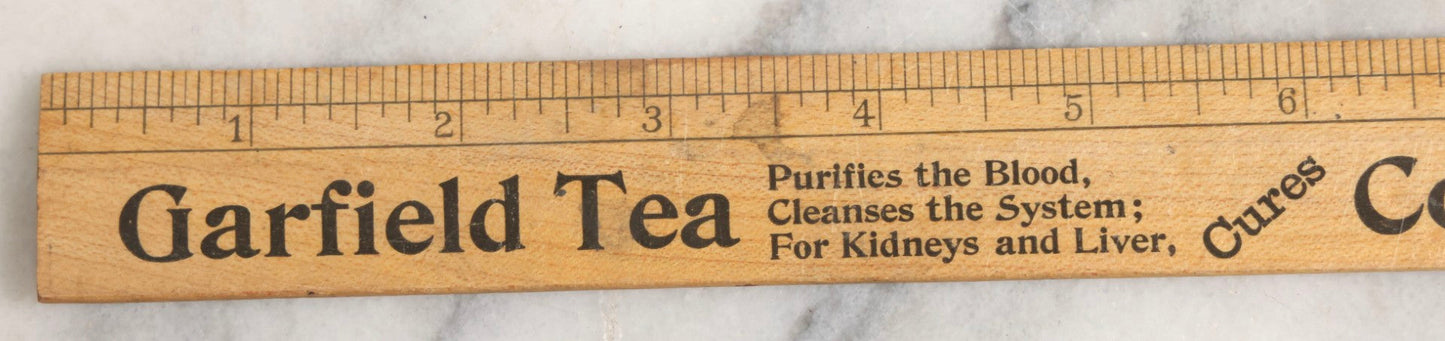 1 2 3 4 5 6
Garfield Tea
Purifies the Blood,
Cleanses the System;
For Kidneys and Liver,
Cures